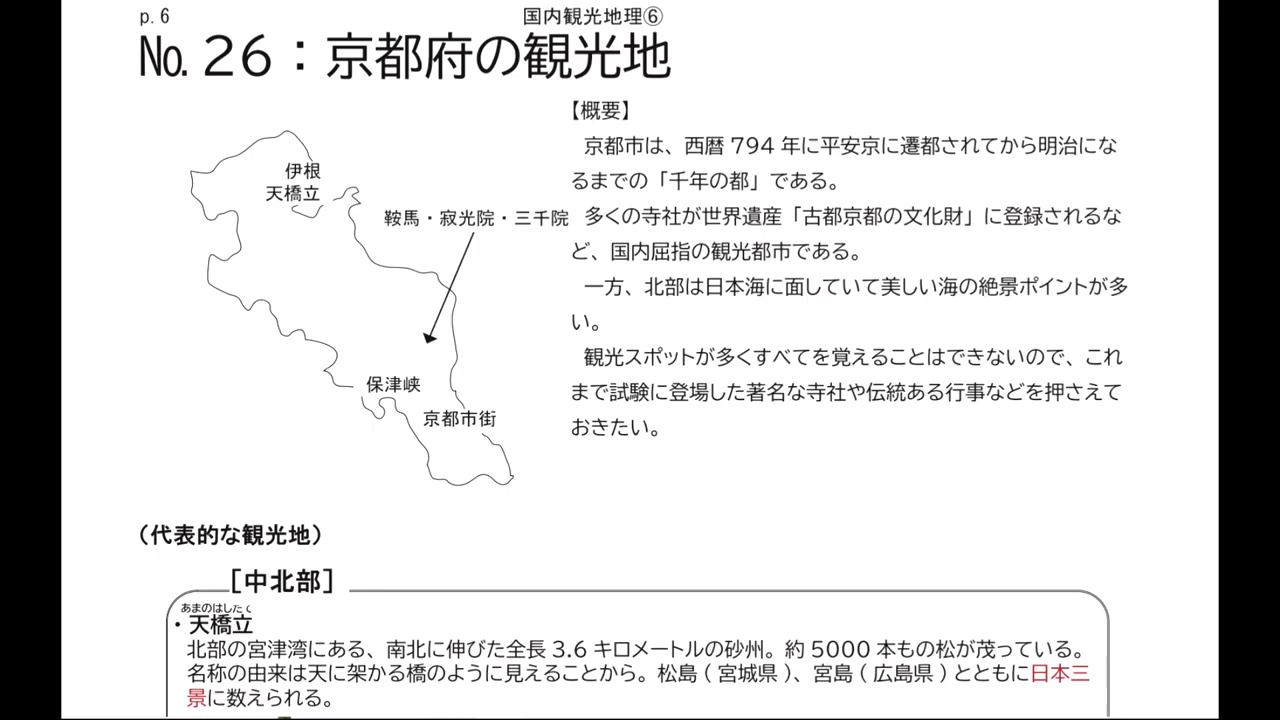 p.6
国内観光地理⑥
№26：京都府の観光地
【概要】
京都市は、西暦 794 年に平安京に遷都されてから明治にな
るまでの「千年の都」である。
多くの寺社が世界遺産「古都京都の文化財」に登録されるな
ど、国内屈指の観光都市である。
一方、北部は日本海に面していて美しい海の絶景ポイントが多
い。
観光スポットが多くすべてを覚えることはできないので、これ
まで試験に登場した著名な寺社や伝統ある行事などを押さえて
おきたい。
伊根
天橋立
鞍馬・寂光院・三千院
保津峡
京都市街
（代表的な観光地）
［中北部］
あまのはしだて
・天橋立
北部の宮津湾にある、南北に伸びた全長 3.6 キロメートルの砂州。約 5000 本もの松が茂っている。
名称の由来は天に架かる橋のように見えることから。松島（宮城県）、宮島（広島県）とともに日本三
景に数えられる。